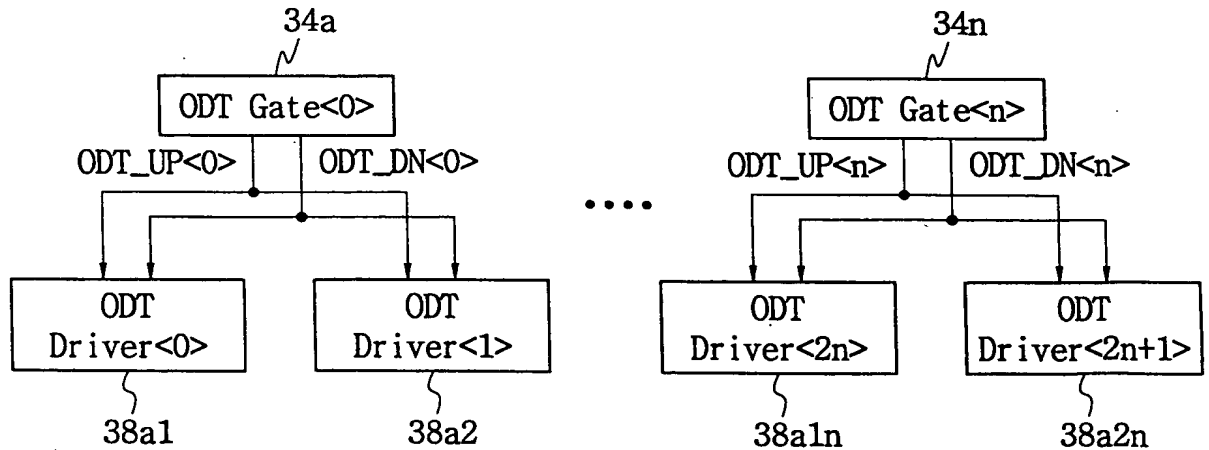 34a
34n
ODT Gate<0>
ODT Gate<n>
ODT_UP<0>
ODT_DN<0>
ODT_UP<n>
ODT_DN<n>
ODT
Driver<0>
ODT
Driver<1>
ODT
Driver<2n>
ODT
Driver<2n+1>
38a1
38a2
38a1n
38a2n